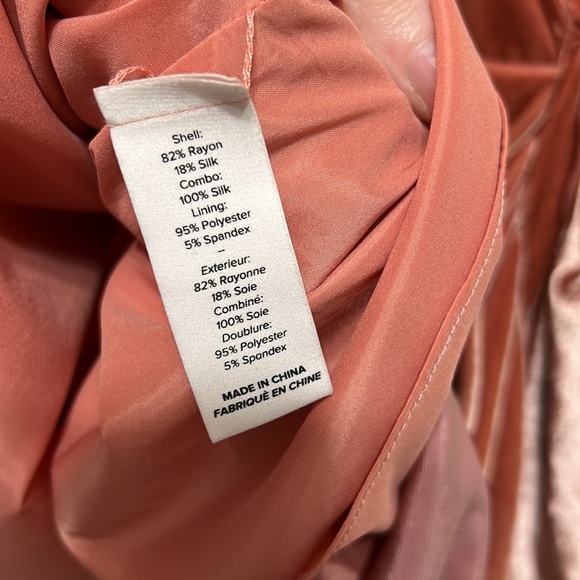 Shell:
82% Rayon
18% Silk
Combo:
100% Silk
Lining:
95% Polyester
5% Spandex
–
Exterieur:
82% Rayonne
18% Soie
Combiné:
100% Soie
Doublure:
95% Polyester
5% Spandex
MADE IN CHINA
FABRIQUÈ EN CHINE